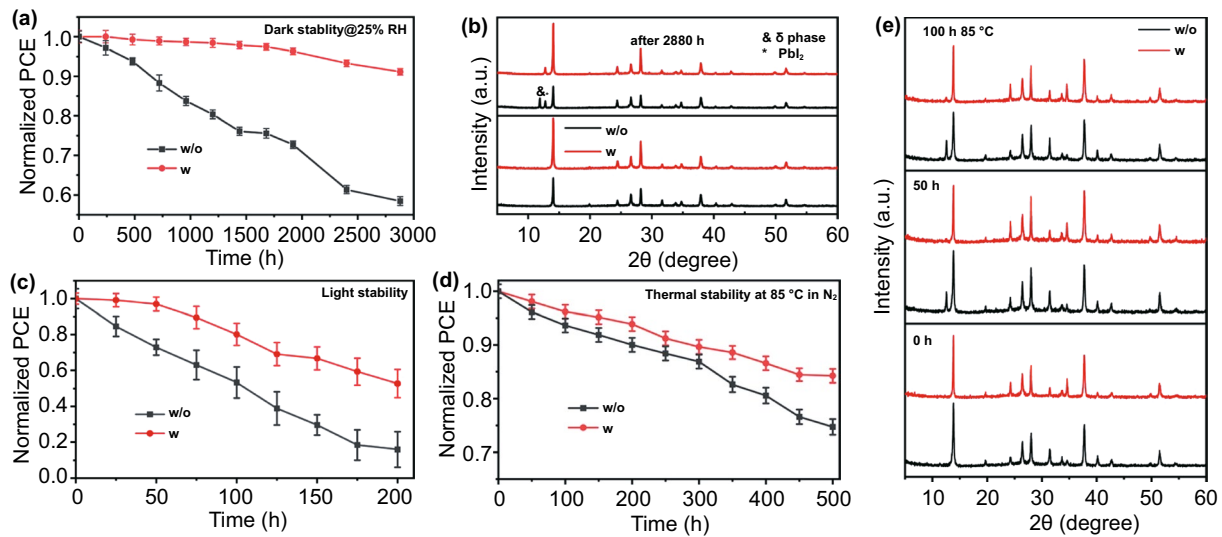 (a)
Dark stablity@25% RH
Normalized PCE
1.0
0.9
0.8
0.7
0.6
w/o
w
0 500 1000 1500 2000 2500 3000
Time (h)
(b)
after 2880 h
& δ phase
* PbI₂
&*
Intensity (a.u.)
w/o
w
10 20 30 40 50 60
2θ (degree)
(c)
Light stability
Normalized PCE
1.0
0.8
0.6
0.4
0.2
0.0
w/o
w
0 50 100 150 200
Time (h)
(d)
Thermal stability at 85 °C in N₂
Normalized PCE
1.0
0.9
0.8
0.7
w/o
w
0 100 200 300 400 500
Time (h)
(e)
100 h 85 °C
w/o
w
50 h
0 h
Intensity (a.u.)
10 20 30 40 50 60
2θ (degree)